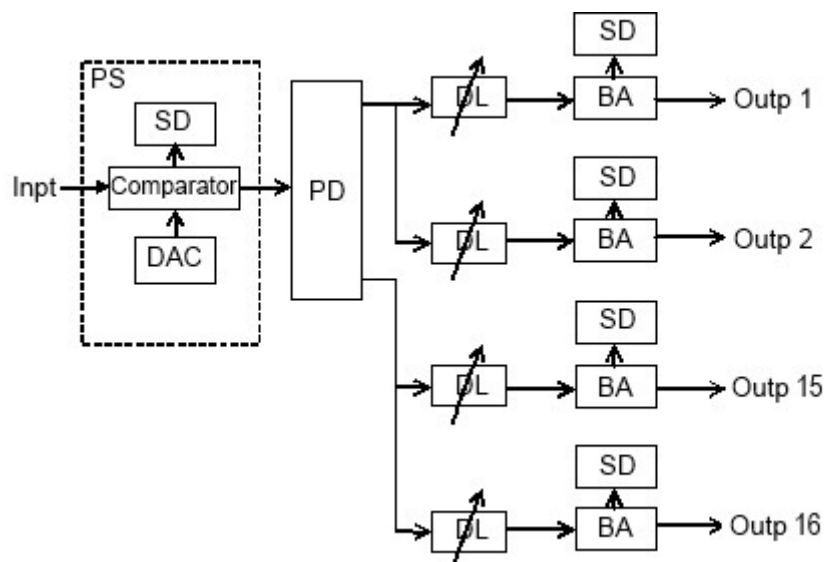 PS
SD
Inpt
Comparator
DAC
PD
SD
DL
BA
Outp 1
SD
DL
BA
Outp 2
SD
DL
BA
Outp 15
SD
DL
BA
Outp 16